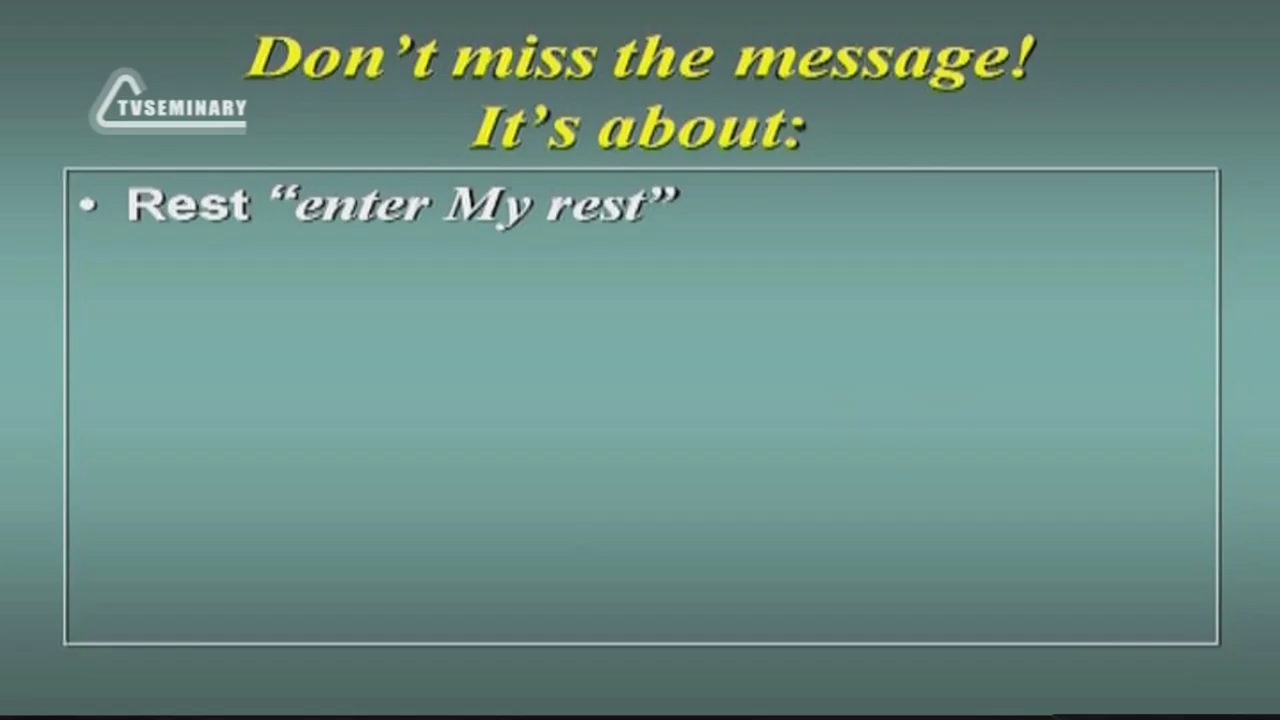 Don't miss the message!
It's about:
TVSEMINARY
• Rest “enter My rest”